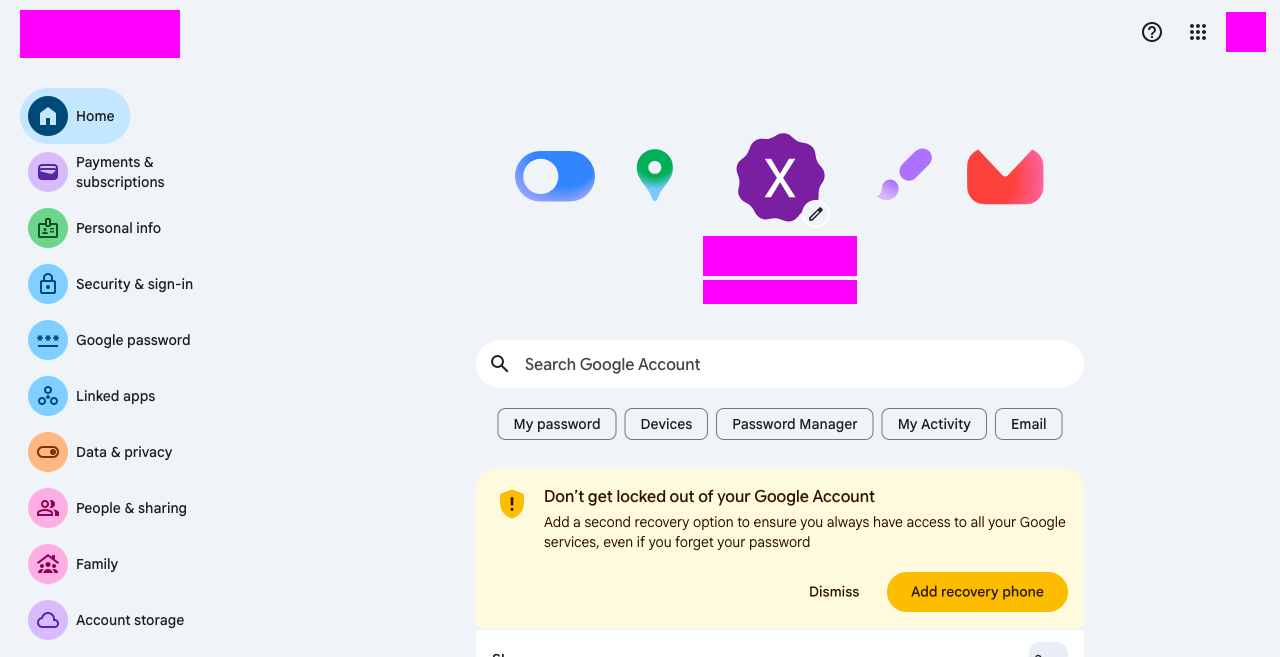 Home
Payments &
subscriptions
Personal info
Security & sign-in
Google password
Linked apps
Data & privacy
People & sharing
Family
Account storage
X
Search Google Account
My password
Devices
Password Manager
My Activity
Email
Don’t get locked out of your Google Account
Add a second recovery option to ensure you always have access to all your Google
services, even if you forget your password
Dismiss
Add recovery phone